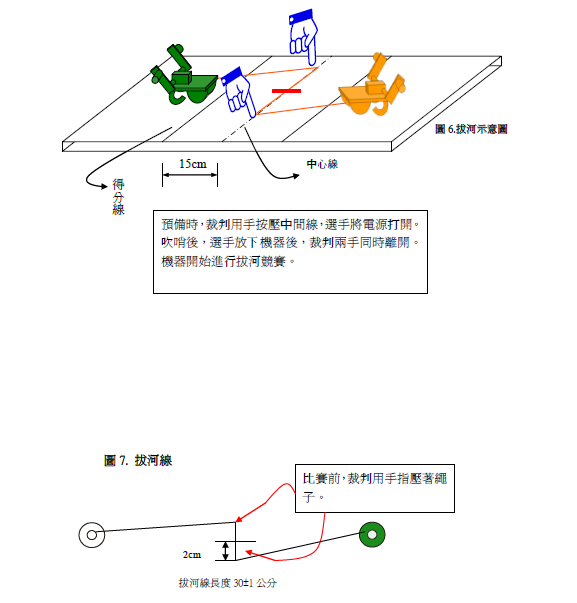 圖 6.拔河示意圖
中心線
15cm
得分線
預備時，裁判用手按壓中間線，選手將電源打開。
吹哨後，選手放下機器後，裁判兩手同時離開。
機器開始進行拔河競賽。
圖 7. 拔河線
比賽前，裁判用手指壓著繩
子。
2cm
拔河線長度 30±1 公分